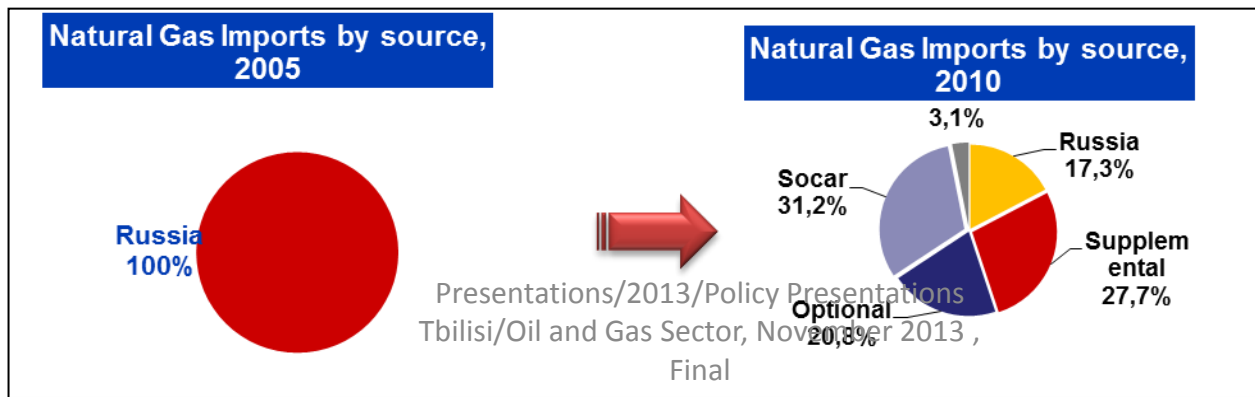 Natural Gas Imports by source,
2005
Russia
100%
Natural Gas Imports by source,
2010
3,1%
Russia
17,3%
Socar
31,2%
Supplem
ental
27,7%
Optional
20,8%
Presentations/2013/Policy Presentations
Tbilisi/Oil and Gas Sector, November 2013 ,
Final